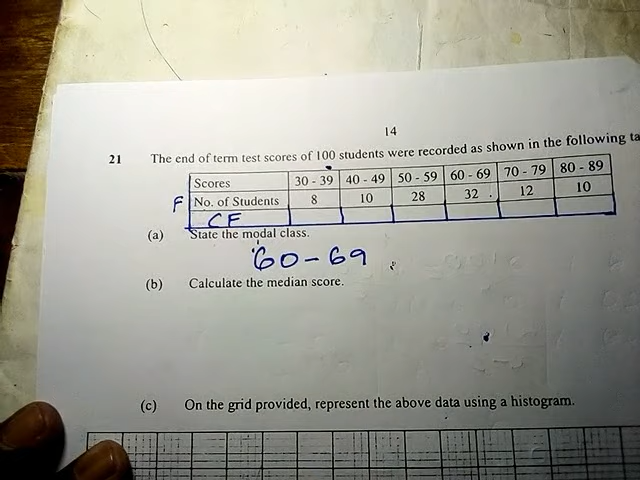 14
21 The end of term test scores of 100 students were recorded as shown in the following ta
Scores 30 - 39 40 - 49 50 - 59 60 - 69 70 - 79 80 - 89
F No. of Students 8 10 28 32 12 10
CF
(a) State the modal class.
60 - 69
(b) Calculate the median score.
(c) On the grid provided, represent the above data using a histogram.